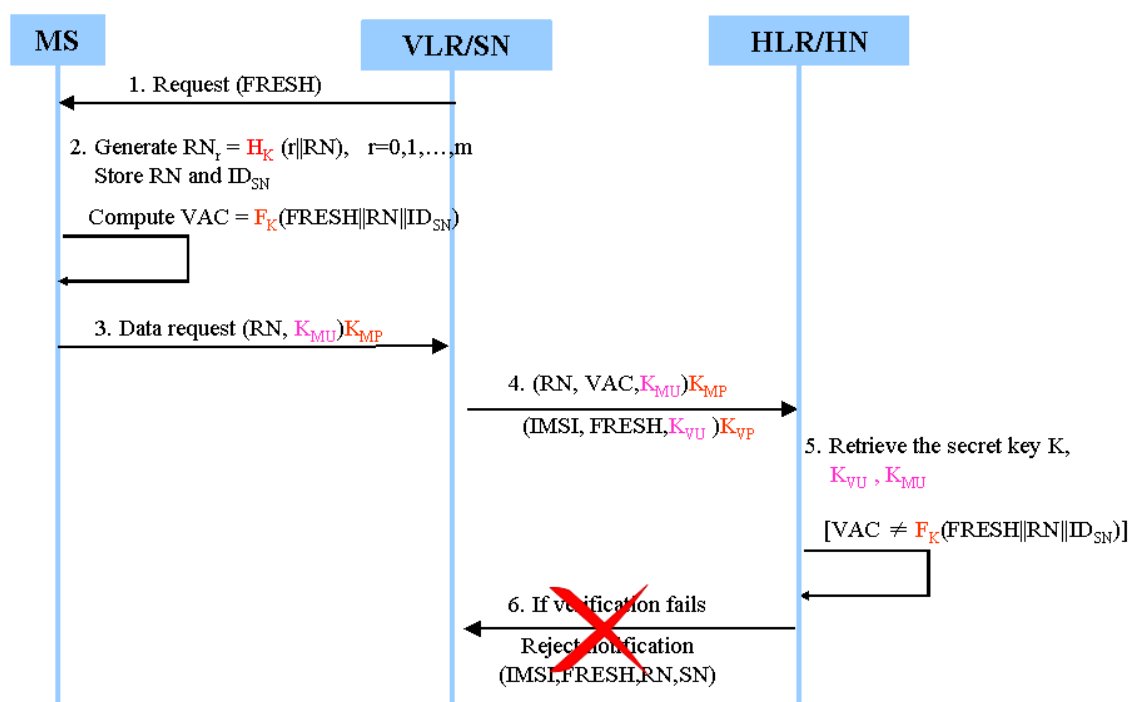 MS
VLR/SN
HLR/HN
1. Request (FRESH)
2. Generate RNr = HK (r||RN), r=0,1,…,m
Store RN and IDSN
Compute VAC = FK(FRESH||RN||IDSN)
3. Data request (RN, KMU)KMP
4. (RN, VAC,KMU)KMP
(IMSI, FRESH,KVU )KVP
5. Retrieve the secret key K,
KVU , KMU
[VAC ≠ FK(FRESH||RN||IDSN)]
6. If verification fails
Reject notification
(IMSI,FRESH,RN,SN)